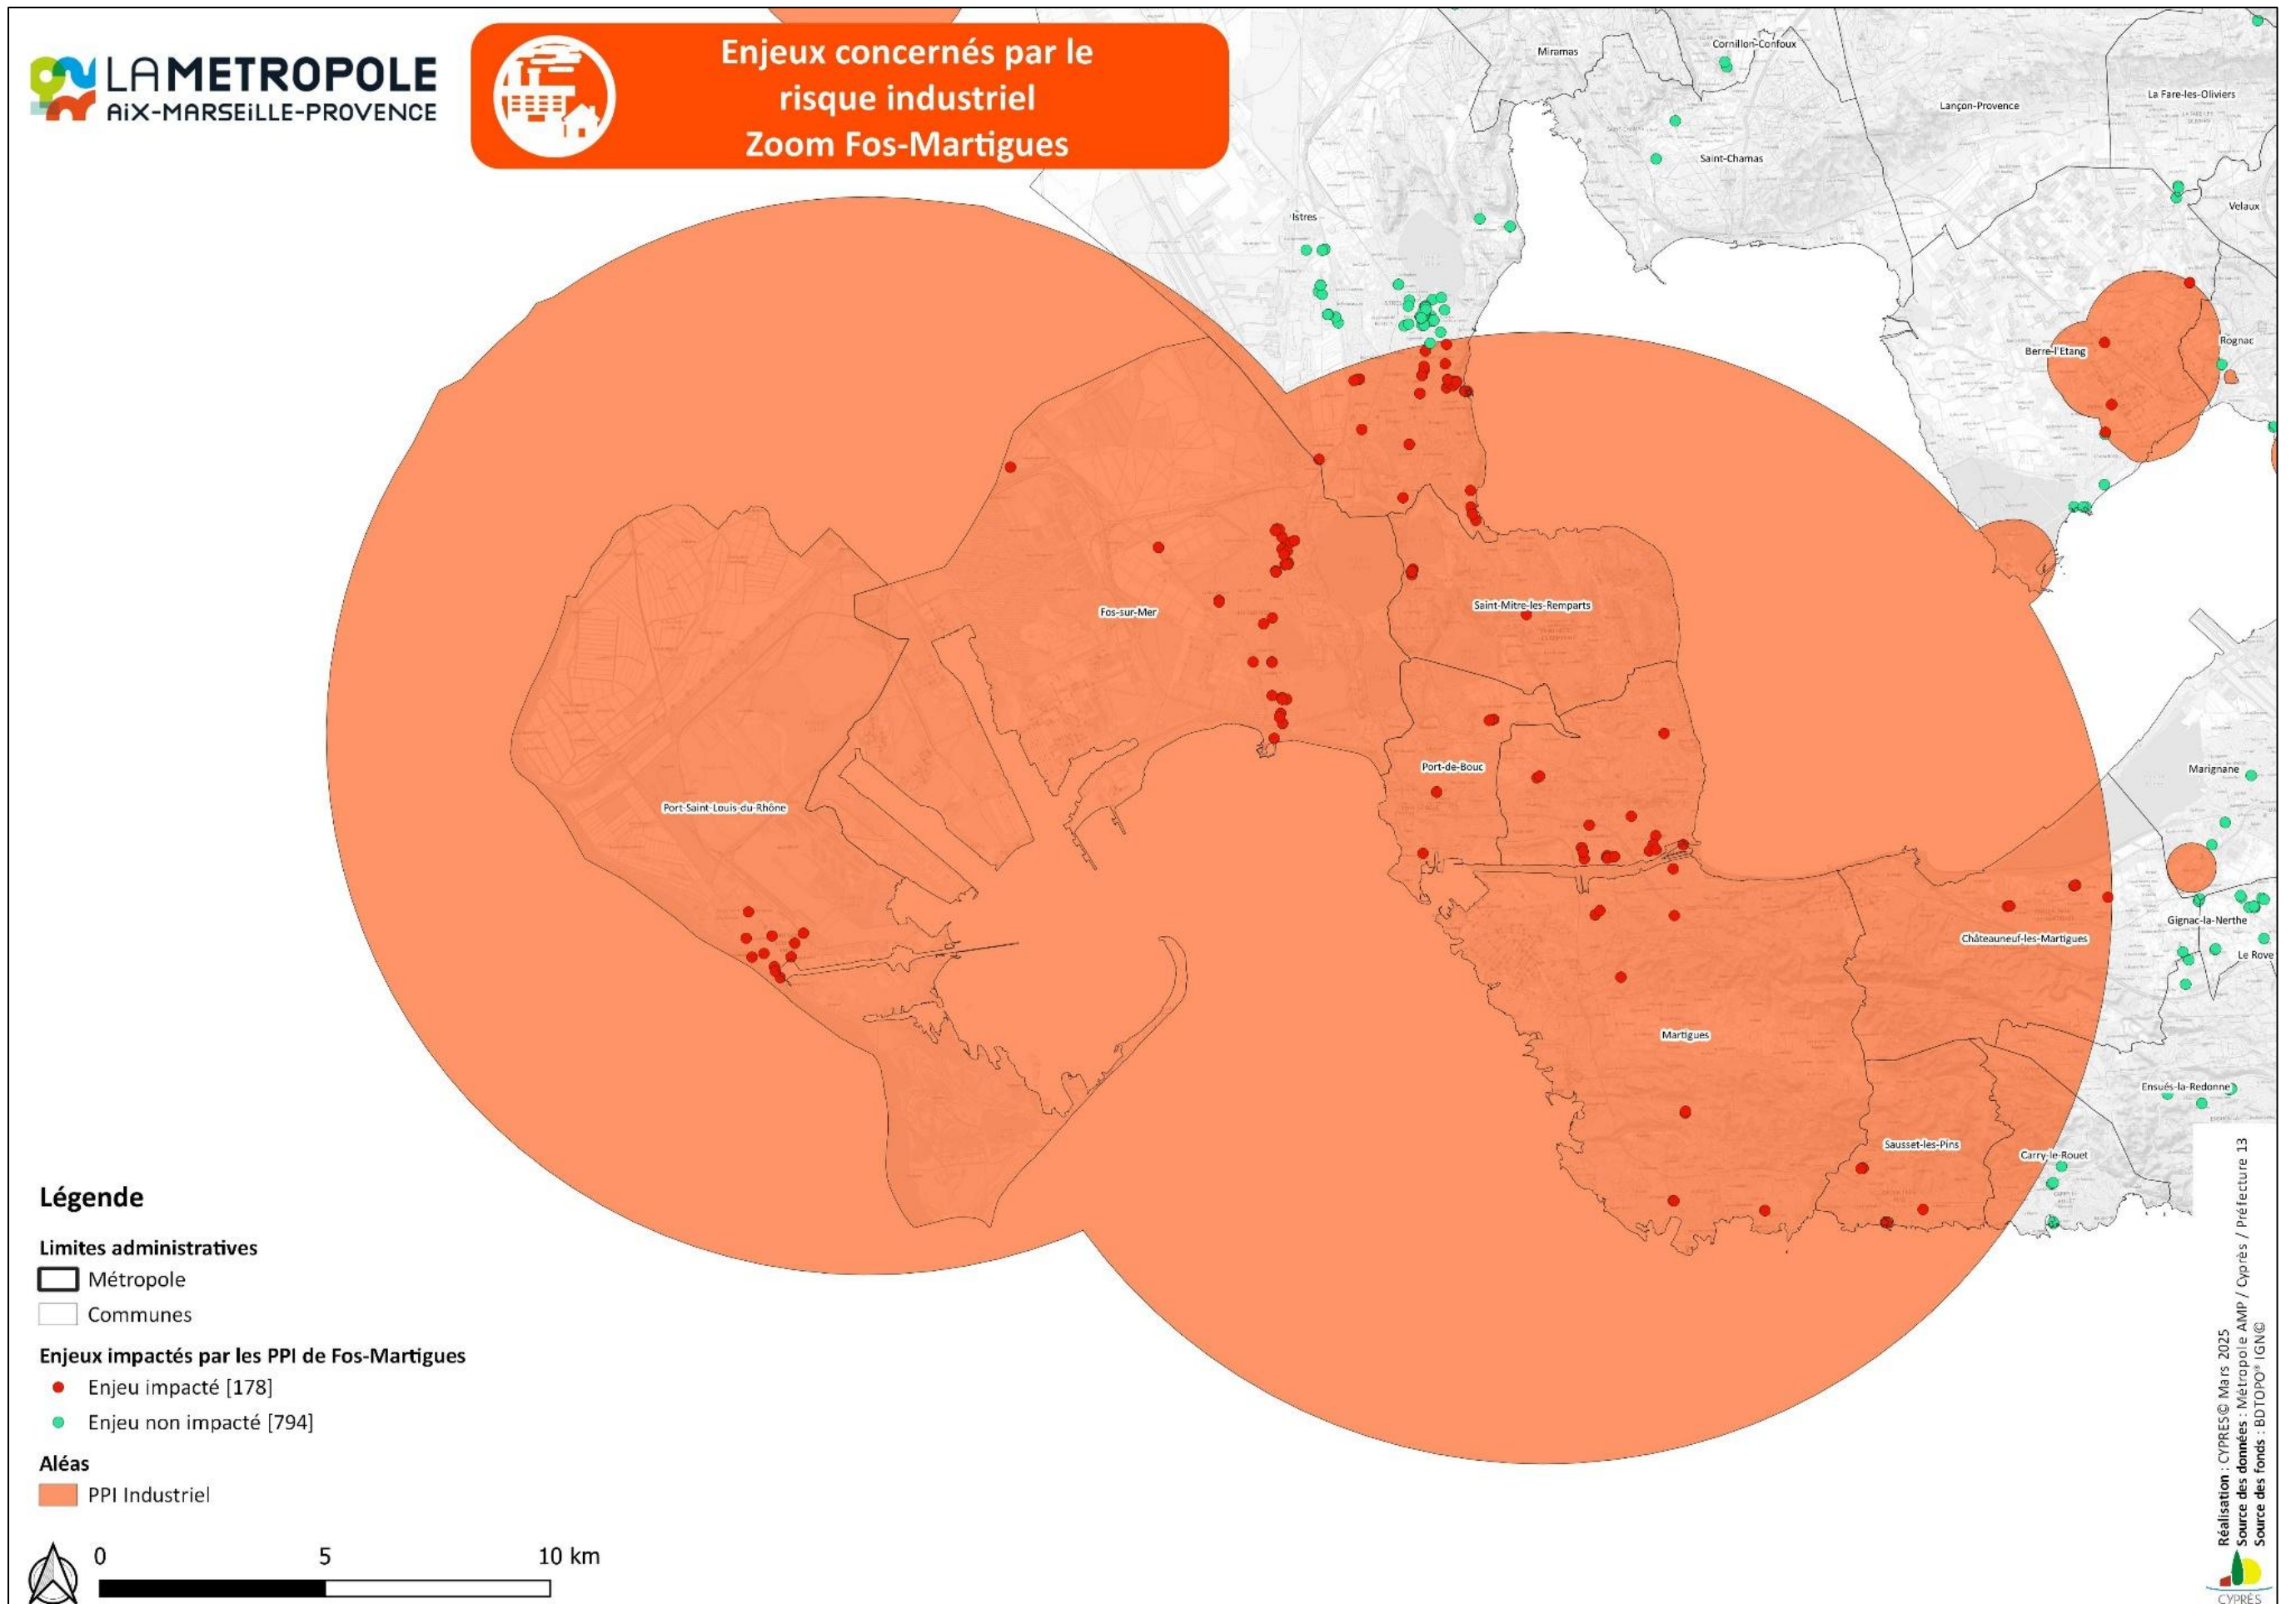 LA METROPOLE
AIX-MARSEILLE-PROVENCE
Enjeux concernés par le
risque industriel
Zoom Fos-Martigues
Miramas
Cornillon-Confoux
Lançon-Provence
La Fare-les-Oliviers
Saint-Chamas
Velaux
Istres
Berre-l'Etang
Rognac
Fos-sur-Mer
Saint-Mitre-les-Remparts
Port-de-Bouc
Marignane
Port-Saint-Louis-du-Rhône
Gignac-la-Nerthe
Châteauneuf-les-Martigues
Le Rove
Martigues
Ensuès-la-Redonne
Sausset-les-Pins
Carry-le-Rouet
Légende
Limites administratives
Métropole
Communes
Enjeux impactés par les PPI de Fos-Martigues
Enjeu impacté [178]
Enjeu non impacté [794]
Aléas
PPI Industriel
0 5 10 km
Réalisation : CYPRES© Mars 2025
Source des données : Métropole AMP / Cyprès / Préfecture 13
Source des fonds : BDTOPO® IGN©
CYPRÈS